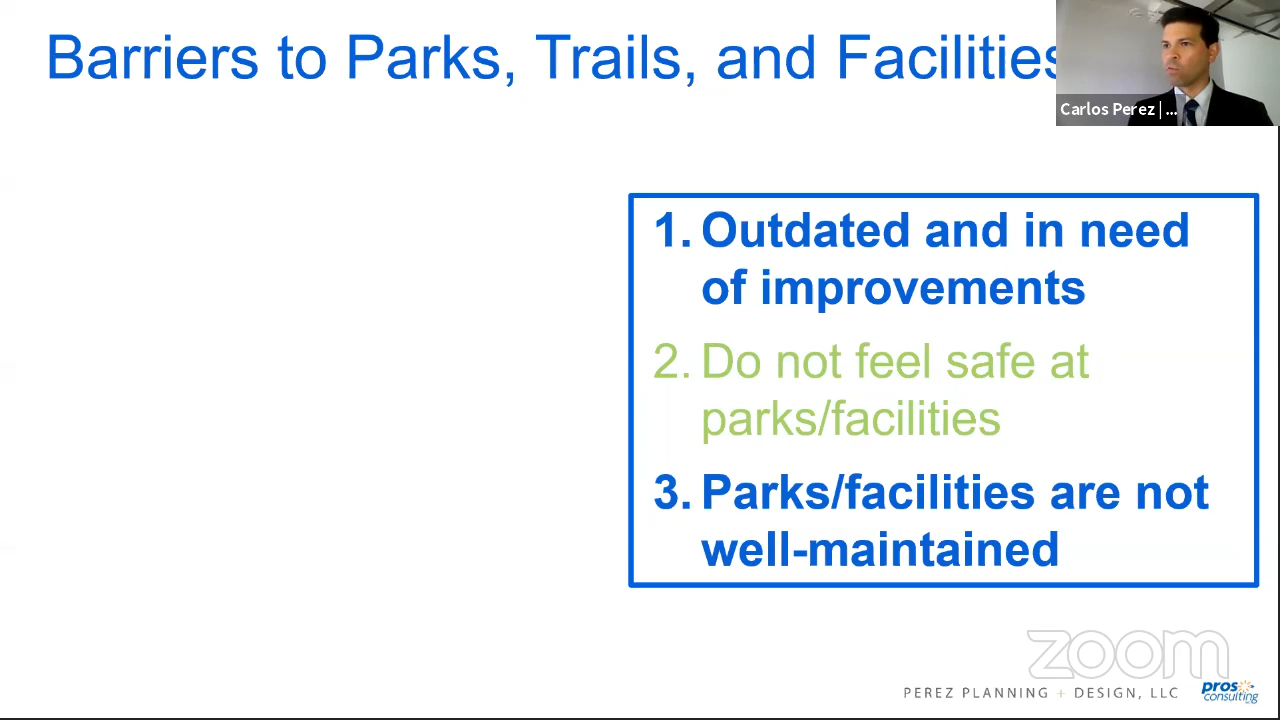 Barriers to Parks, Trails, and Facilities
Carlos Perez | ...
1. Outdated and in need
of improvements
2. Do not feel safe at
parks/facilities
3. Parks/facilities are not
well-maintained
zoom
PEREZ PLANNING + DESIGN, LLC
pros
consulting